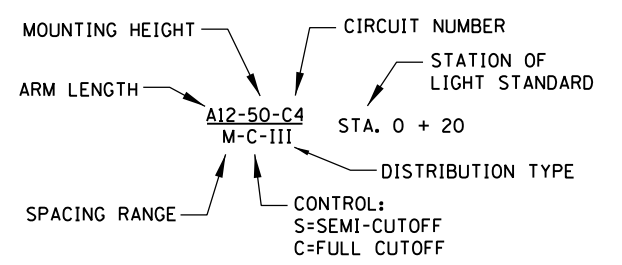 MOUNTING HEIGHT
CIRCUIT NUMBER
STATION OF
LIGHT STANDARD
ARM LENGTH
A12-50-C4
STA. 0 + 20
M-C-III
DISTRIBUTION TYPE
SPACING RANGE
CONTROL:
S=SEMI-CUTOFF
C=FULL CUTOFF